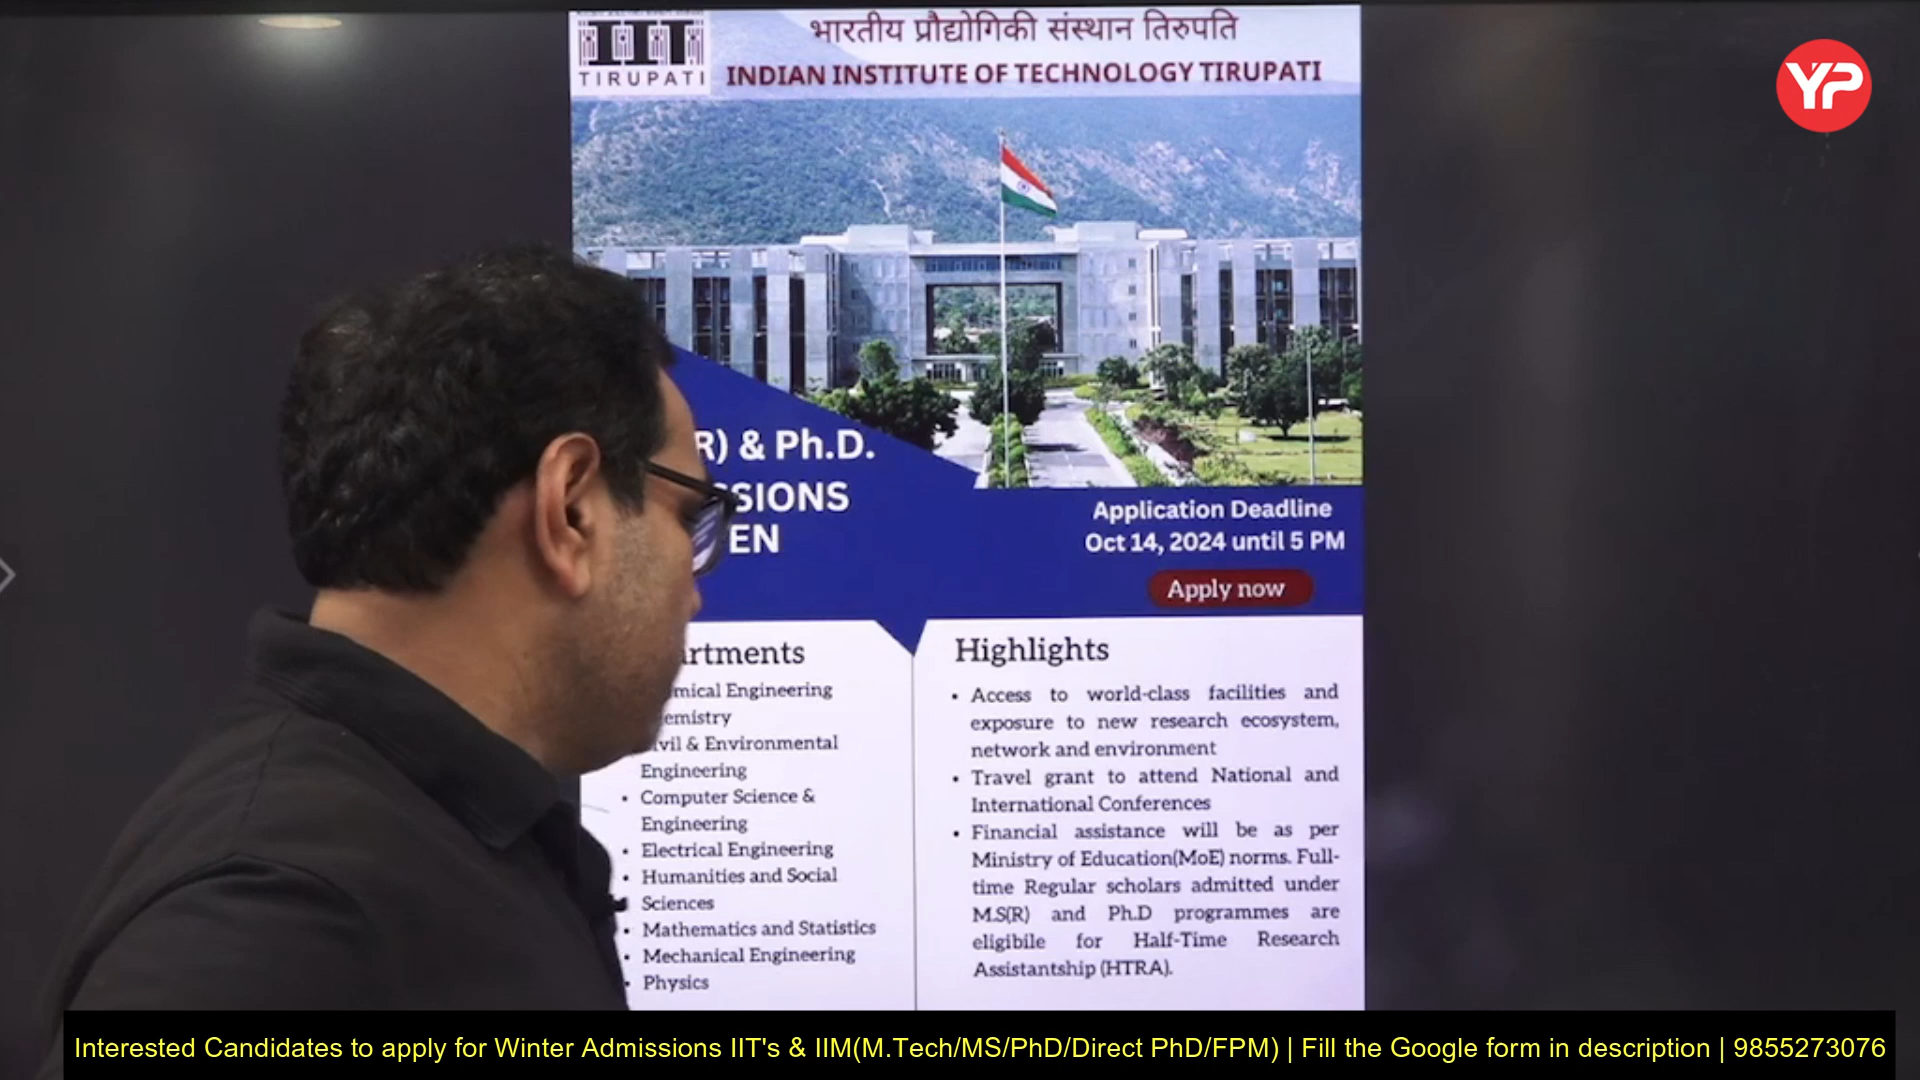 भारतीय प्रौद्योगिकी संस्थान तिरुपति
TIRUPATI
INDIAN INSTITUTE OF TECHNOLOGY TIRUPATI
YP
R) & Ph.D.
SSIONS
EN
Application Deadline
Oct 14, 2024 until 5 PM
Apply now
rtments
mical Engineering
emistry
ivil & Environmental
Engineering
• Computer Science &
Engineering
• Electrical Engineering
• Humanities and Social
Sciences
• Mathematics and Statistics
• Mechanical Engineering
• Physics
Highlights
• Access to world-class facilities and
exposure to new research ecosystem,
network and environment
• Travel grant to attend National and
International Conferences
• Financial assistance will be as per
Ministry of Education(MoE) norms. Full-
time Regular scholars admitted under
M.S(R) and Ph.D programmes are
eligibile for Half-Time Research
Assistantship (HTRA).
Interested Candidates to apply for Winter Admissions IIT's & IIM(M.Tech/MS/PhD/Direct PhD/FPM) | Fill the Google form in description | 9855273076